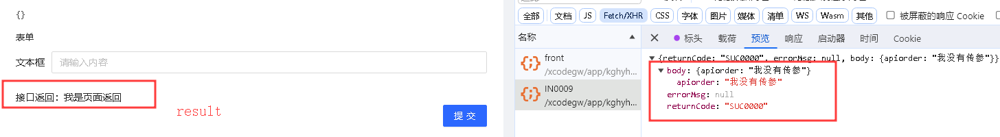 {}
表单
文本框 请输入内容
接口返回：我是页面返回
result
提 交
全部 文档 JS Fetch/XHR CSS 字体 图片 媒体 清单 WS Wasm 其他 被屏蔽的响应 Cookie
名称
front
/xcodegw/app/kghyh...
IN0009
/xcodegw/app/kghyh...
标头 载荷 预览 响应 启动器 时间 Cookie
{returnCode: "SUC0000", errorMsg: null, body: {apiorder: "我没有传参"}}
body: {apiorder: "我没有传参"}
apiorder: "我没有传参"
errorMsg: null
returnCode: "SUC0000"